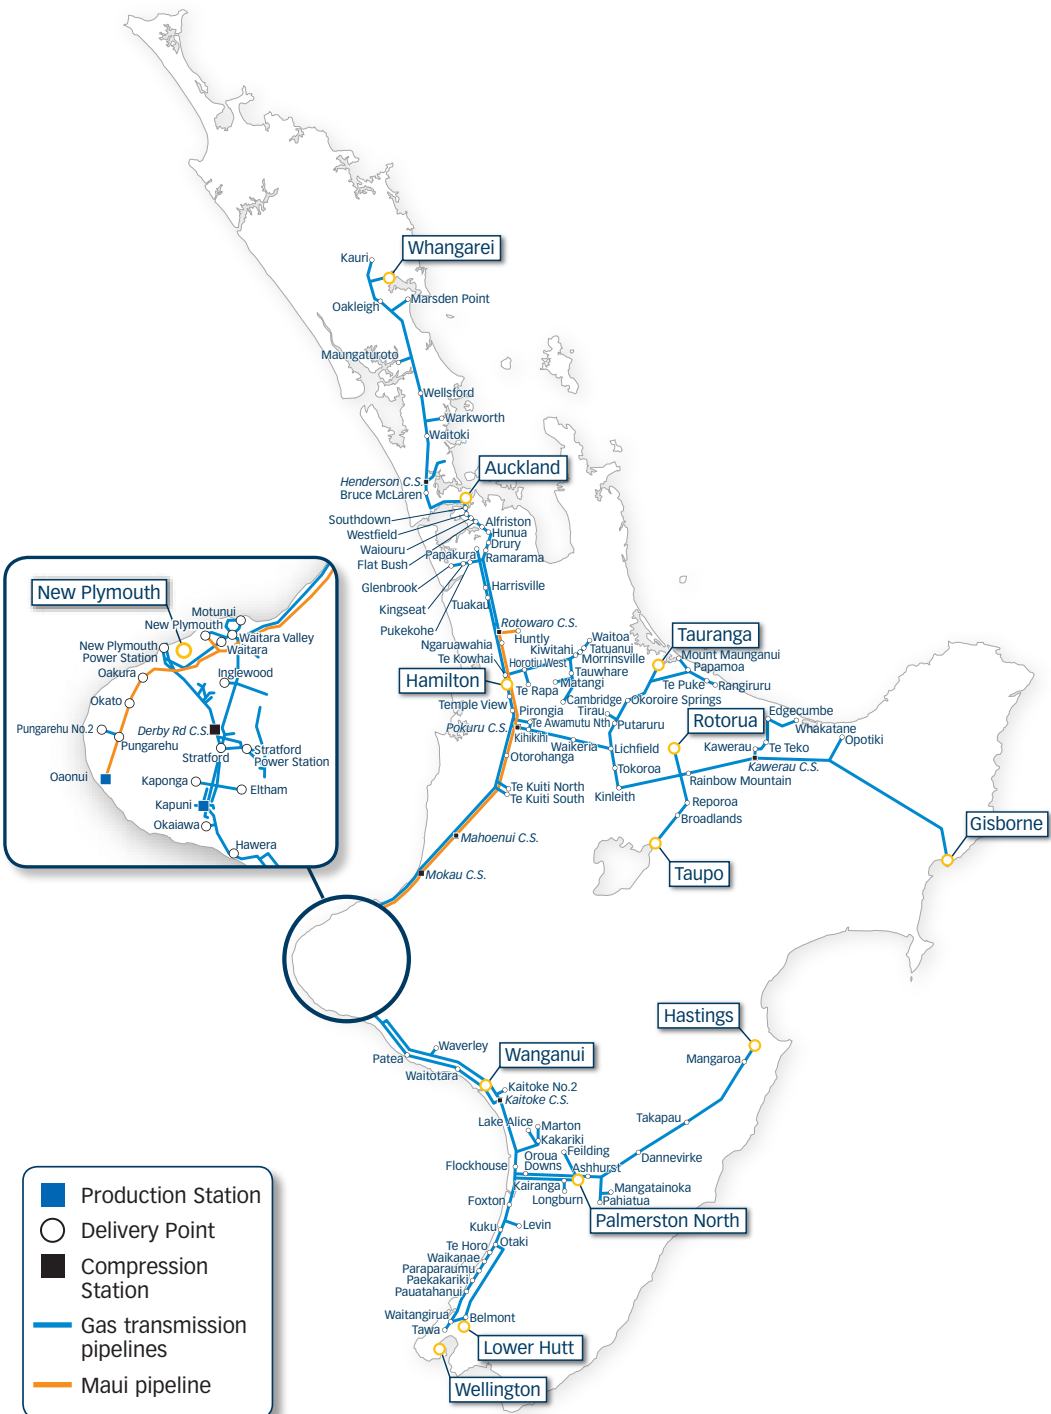 Whangarei
Kauri
Oakleigh
Marsden Point
Maungaturoto
Wellsford
Warkworth
Waitoki
Auckland
Henderson C.S.
Bruce McLaren
Southdown
Westfield
Waiouru
Flat Bush
Alfriston
Hunua
Drury
Papakura
Ramarama
Glenbrook
Kingseat
Pukekohe
Harrisville
Tuakau
Rotowaro C.S.
Huntly
Ngaruawahia
Te Kowhai
Horotiu West
Kiwitahi
Waitoa
Tatuanui
Morrinsville
Tauwhare
Matangi
Te Rapa
Cambridge
Hamilton
Temple View
Tauranga
Mount Maunganui
Papamoa
Te Puke
Rangiruru
Okoroire Springs
Tirau
Putaruru
Pirongia
Pokuru C.S.
Te Awamutu Nth
Kihikihi
Waikeria
Lichfield
Otorohanga
Tokoroa
Kinleith
Te Kuiti North
Te Kuiti South
Mahoenui C.S.
Mokau C.S.
Rotorua
Rainbow Mountain
Reporoa
Broadlands
Taupo
Edgecumbe
Whakatane
Opotiki
Kawerau
Te Teko
Kawerau C.S.
Gisborne
New Plymouth
Motunui
New Plymouth
Waitara Valley
Waitara
New Plymouth
Power Station
Oakura
Inglewood
Okato
Pungarehu No.2
Pungarehu
Derby Rd C.S.
Stratford
Stratford
Power Station
Oaonui
Kaponga
Eltham
Kapuni
Okaiawa
Hawera
Hastings
Mangaroa
Takapau
Dannevirke
Patea
Waverley
Waitotara
Wanganui
Kaitoke No.2
Kaitoke C.S.
Lake Alice
Marton
Kakariki
Oroua
Downs
Feilding
Flockhouse
Ashhurst
Kairanga
Longburn
Mangatainoka
Pahiatua
Palmerston North
Foxton
Levin
Kuku
Otaki
Te Horo
Waikanae
Paraparaumu
Paekakariki
Pauatahanui
Waitangirua
Belmont
Tawa
Lower Hutt
Wellington
Production Station
Delivery Point
Compression
Station
Gas transmission
pipelines
Maui pipeline